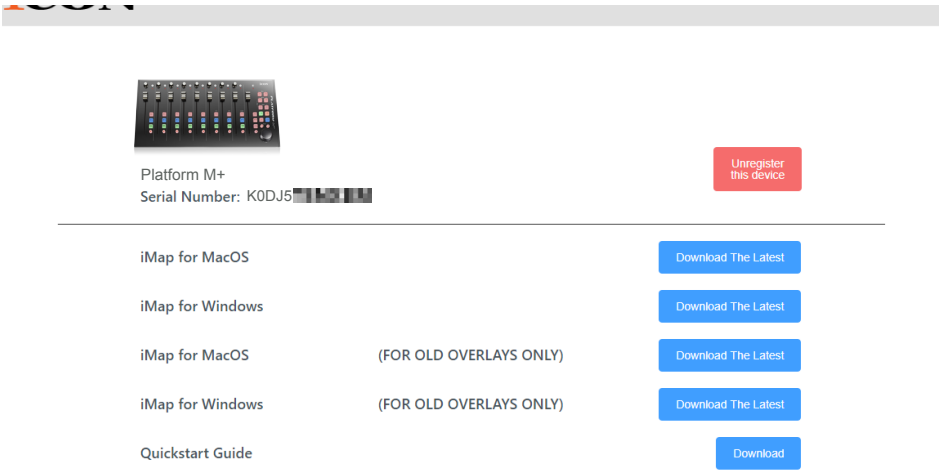 iCON
Platform M+
Unregister
this device
Serial Number: K0DJ5
iMap for MacOS
Download The Latest
iMap for Windows
Download The Latest
iMap for MacOS (FOR OLD OVERLAYS ONLY)
Download The Latest
iMap for Windows (FOR OLD OVERLAYS ONLY)
Download The Latest
Quickstart Guide
Download